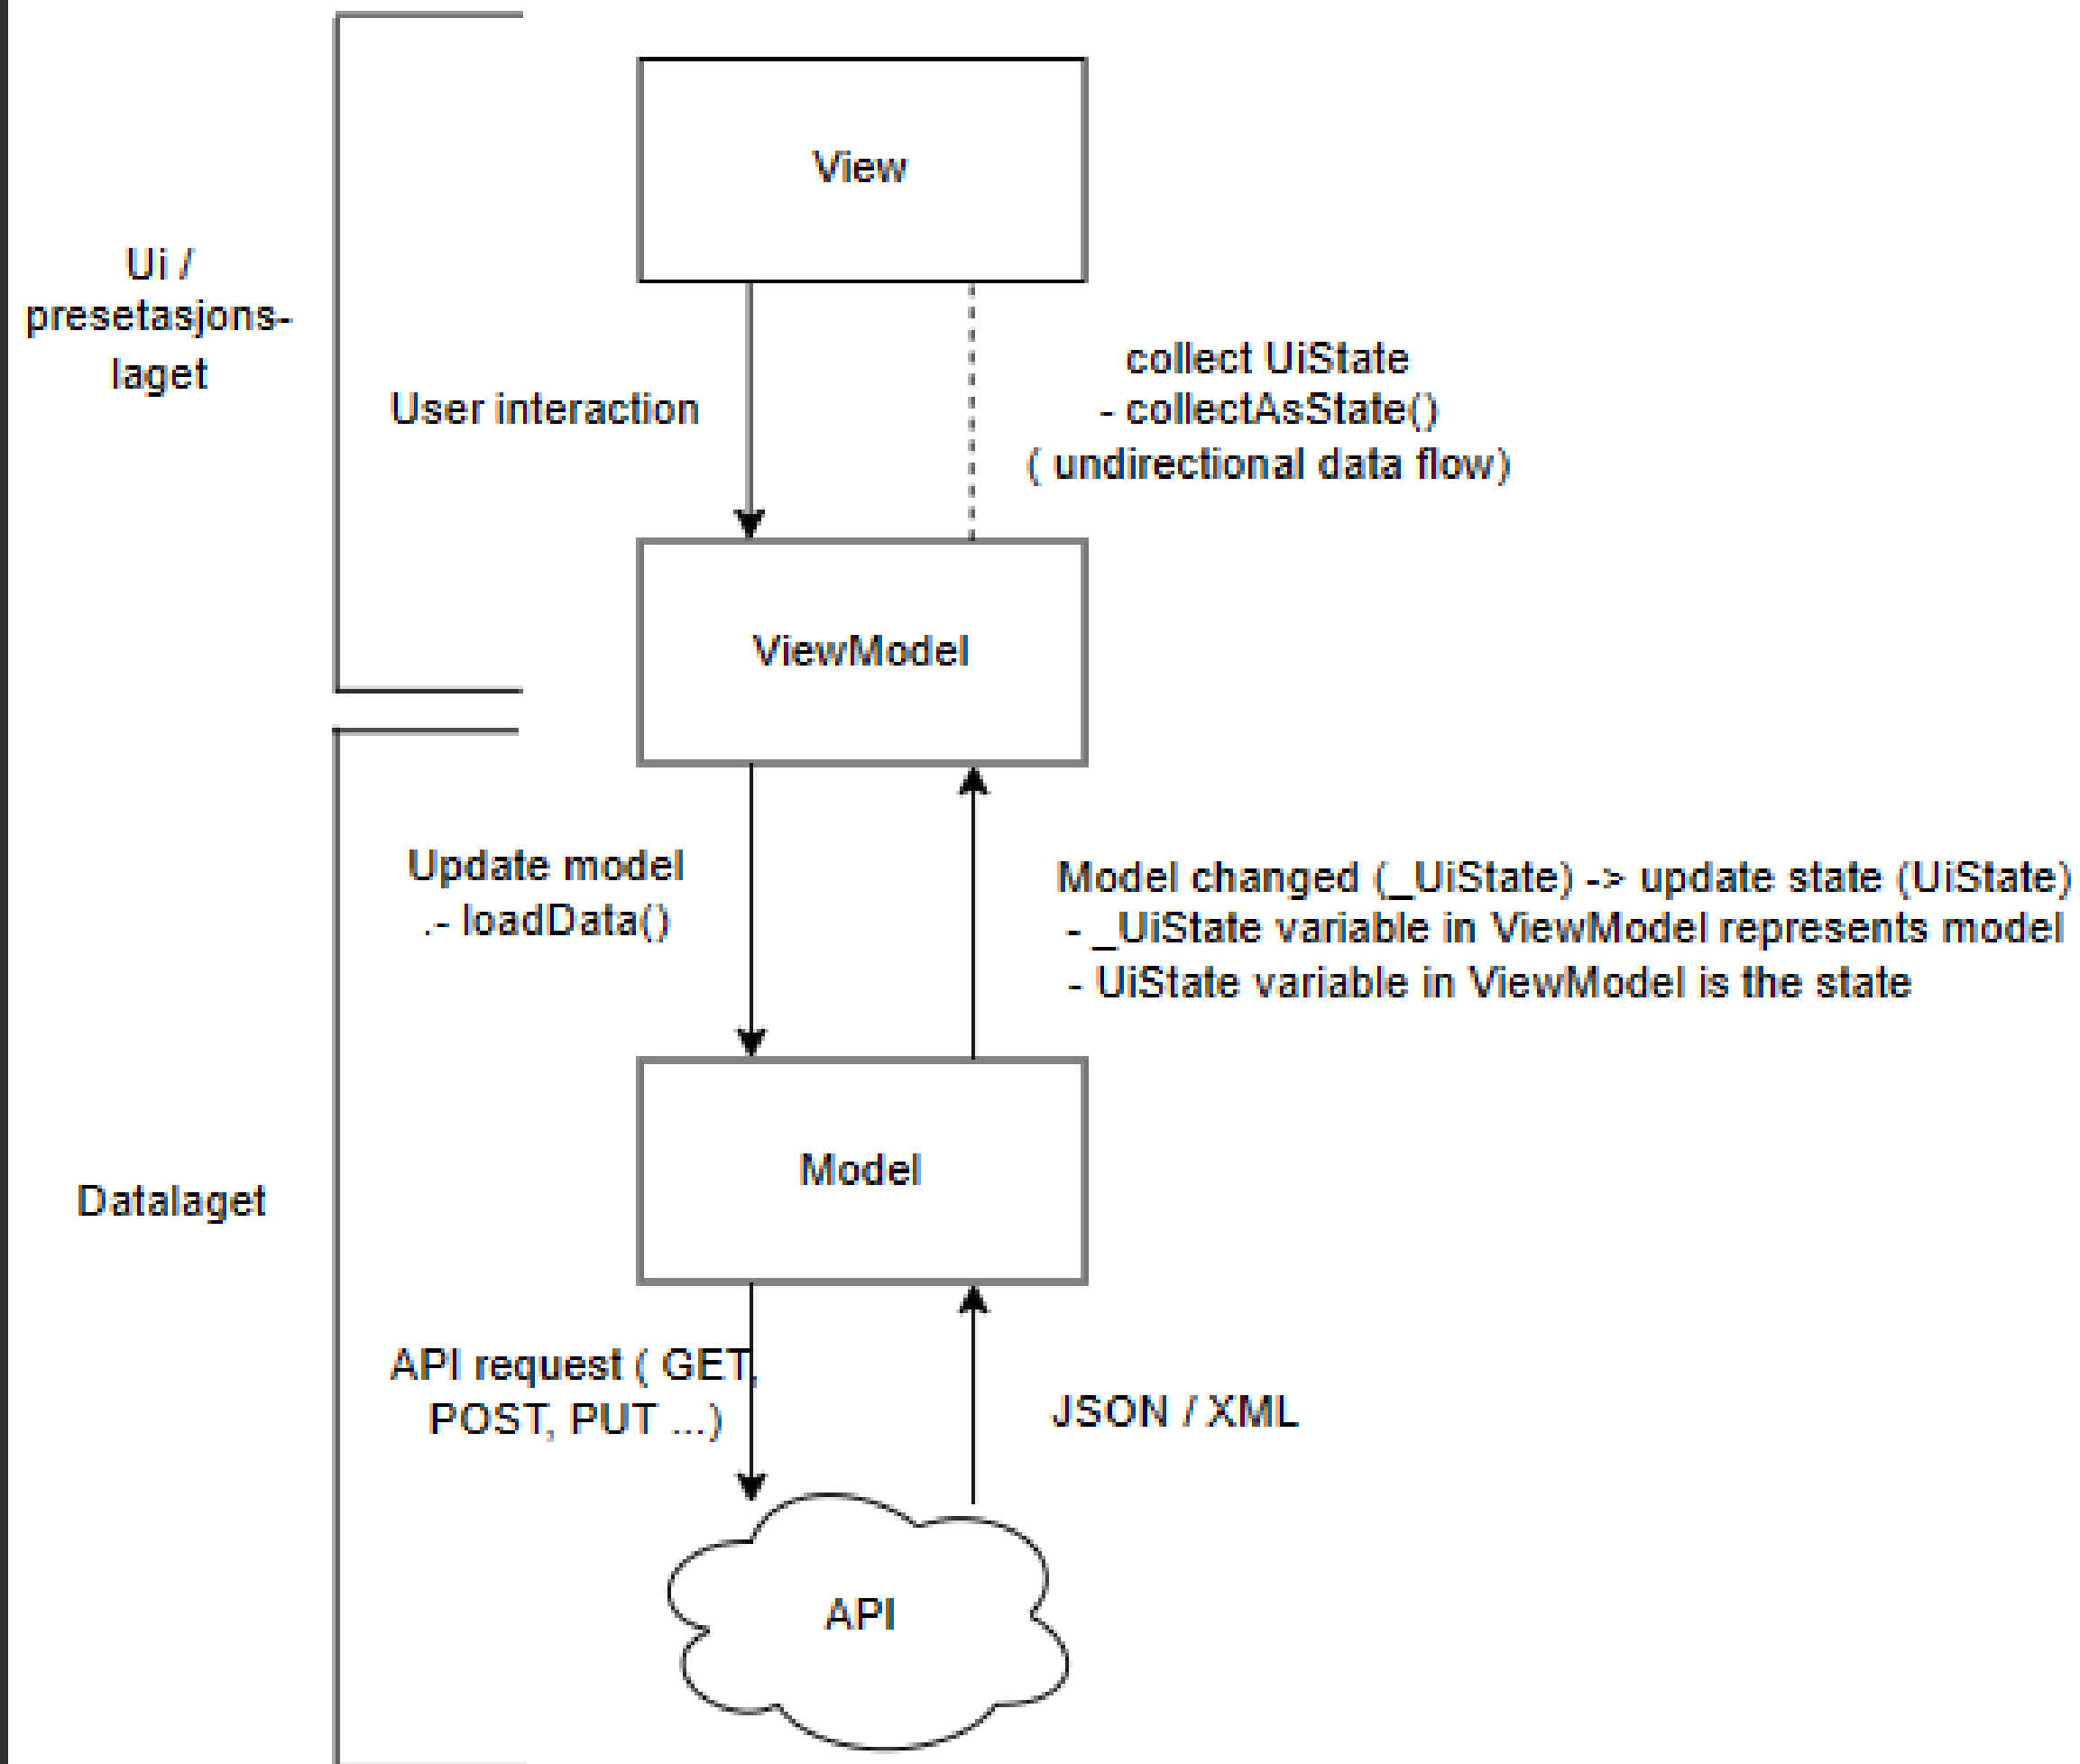 View
Ui /
presetasjons-
laget
User interaction
collect UiState
- collectAsState()
( undirectional data flow)
ViewModel
Update model
.- loadData()
Model changed (_UiState) -> update state (UiState)
- _UiState variable in ViewModel represents model
- UiState variable in ViewModel is the state
Model
Datalaget
API request ( GET,
POST, PUT ...)
JSON / XML
API